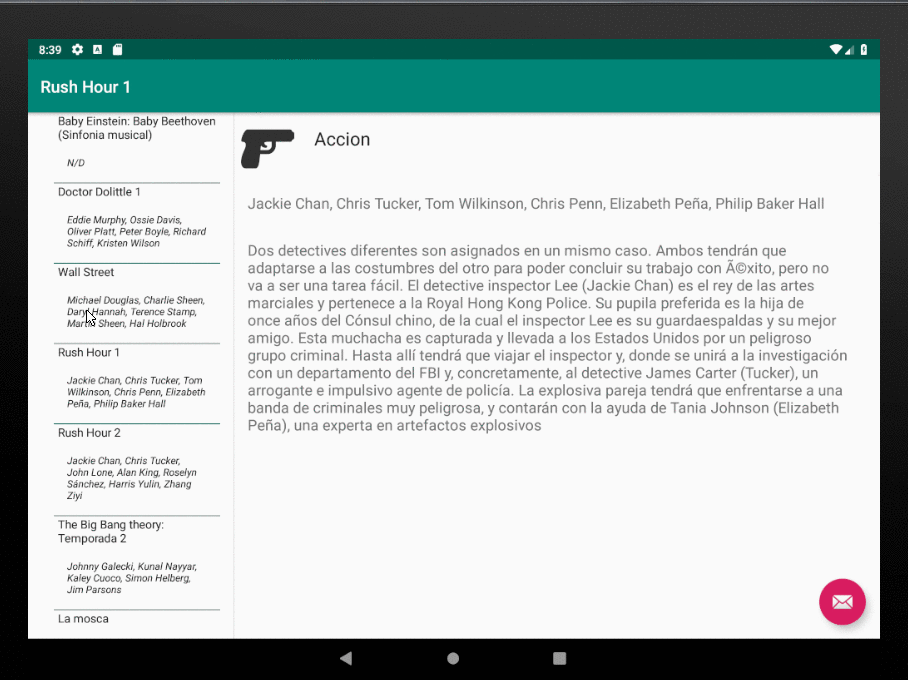 8:39
Rush Hour 1
Baby Einstein: Baby Beethoven
(Sinfonia musical)
N/D
Doctor Dolittle 1
Eddie Murphy, Ossie Davis,
Oliver Platt, Peter Boyle, Richard
Schiff, Kristen Wilson
Wall Street
Michael Douglas, Charlie Sheen,
Daryl Hannah, Terence Stamp,
Martin Sheen, Hal Holbrook
Rush Hour 1
Jackie Chan, Chris Tucker, Tom
Wilkinson, Chris Penn, Elizabeth
Peña, Philip Baker Hall
Rush Hour 2
Jackie Chan, Chris Tucker,
John Lone, Alan King, Roselyn
Sánchez, Harris Yulin, Zhang
Ziyi
The Big Bang theory:
Temporada 2
Johnny Galecki, Kunal Nayyar,
Kaley Cuoco, Simon Helberg,
Jim Parsons
La mosca
Accion
Jackie Chan, Chris Tucker, Tom Wilkinson, Chris Penn, Elizabeth Peña, Philip Baker Hall
Dos detectives diferentes son asignados en un mismo caso. Ambos tendrán que
adaptarse a las costumbres del otro para poder concluir su trabajo con Ã©xito, pero no
va a ser una tarea fácil. El detective inspector Lee (Jackie Chan) es el rey de las artes
marciales y pertenece a la Royal Hong Kong Police. Su pupila preferida es la hija de
once años del Cónsul chino, de la cual el inspector Lee es su guardaespaldas y su mejor
amigo. Esta muchacha es capturada y llevada a los Estados Unidos por un peligroso
grupo criminal. Hasta allí tendrá que viajar el inspector y, donde se unirá a la investigación
con un departamento del FBI y, concretamente, al detective James Carter (Tucker), un
arrogante e impulsivo agente de policía. La explosiva pareja tendrá que enfrentarse a una
banda de criminales muy peligrosa, y contarán con la ayuda de Tania Johnson (Elizabeth
Peña), una experta en artefactos explosivos